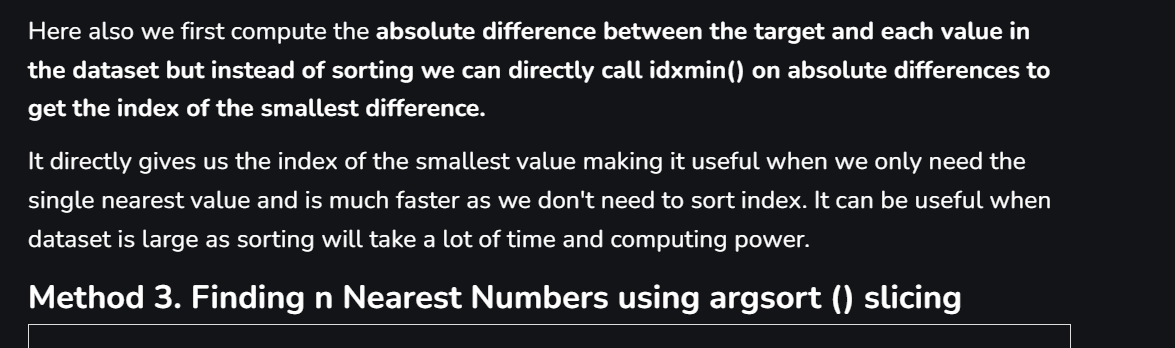 Here also we first compute the absolute difference between the target and each value in
the dataset but instead of sorting we can directly call idxmin() on absolute differences to
get the index of the smallest difference.
It directly gives us the index of the smallest value making it useful when we only need the
single nearest value and is much faster as we don't need to sort index. It can be useful when
dataset is large as sorting will take a lot of time and computing power.
Method 3. Finding n Nearest Numbers using argsort () slicing